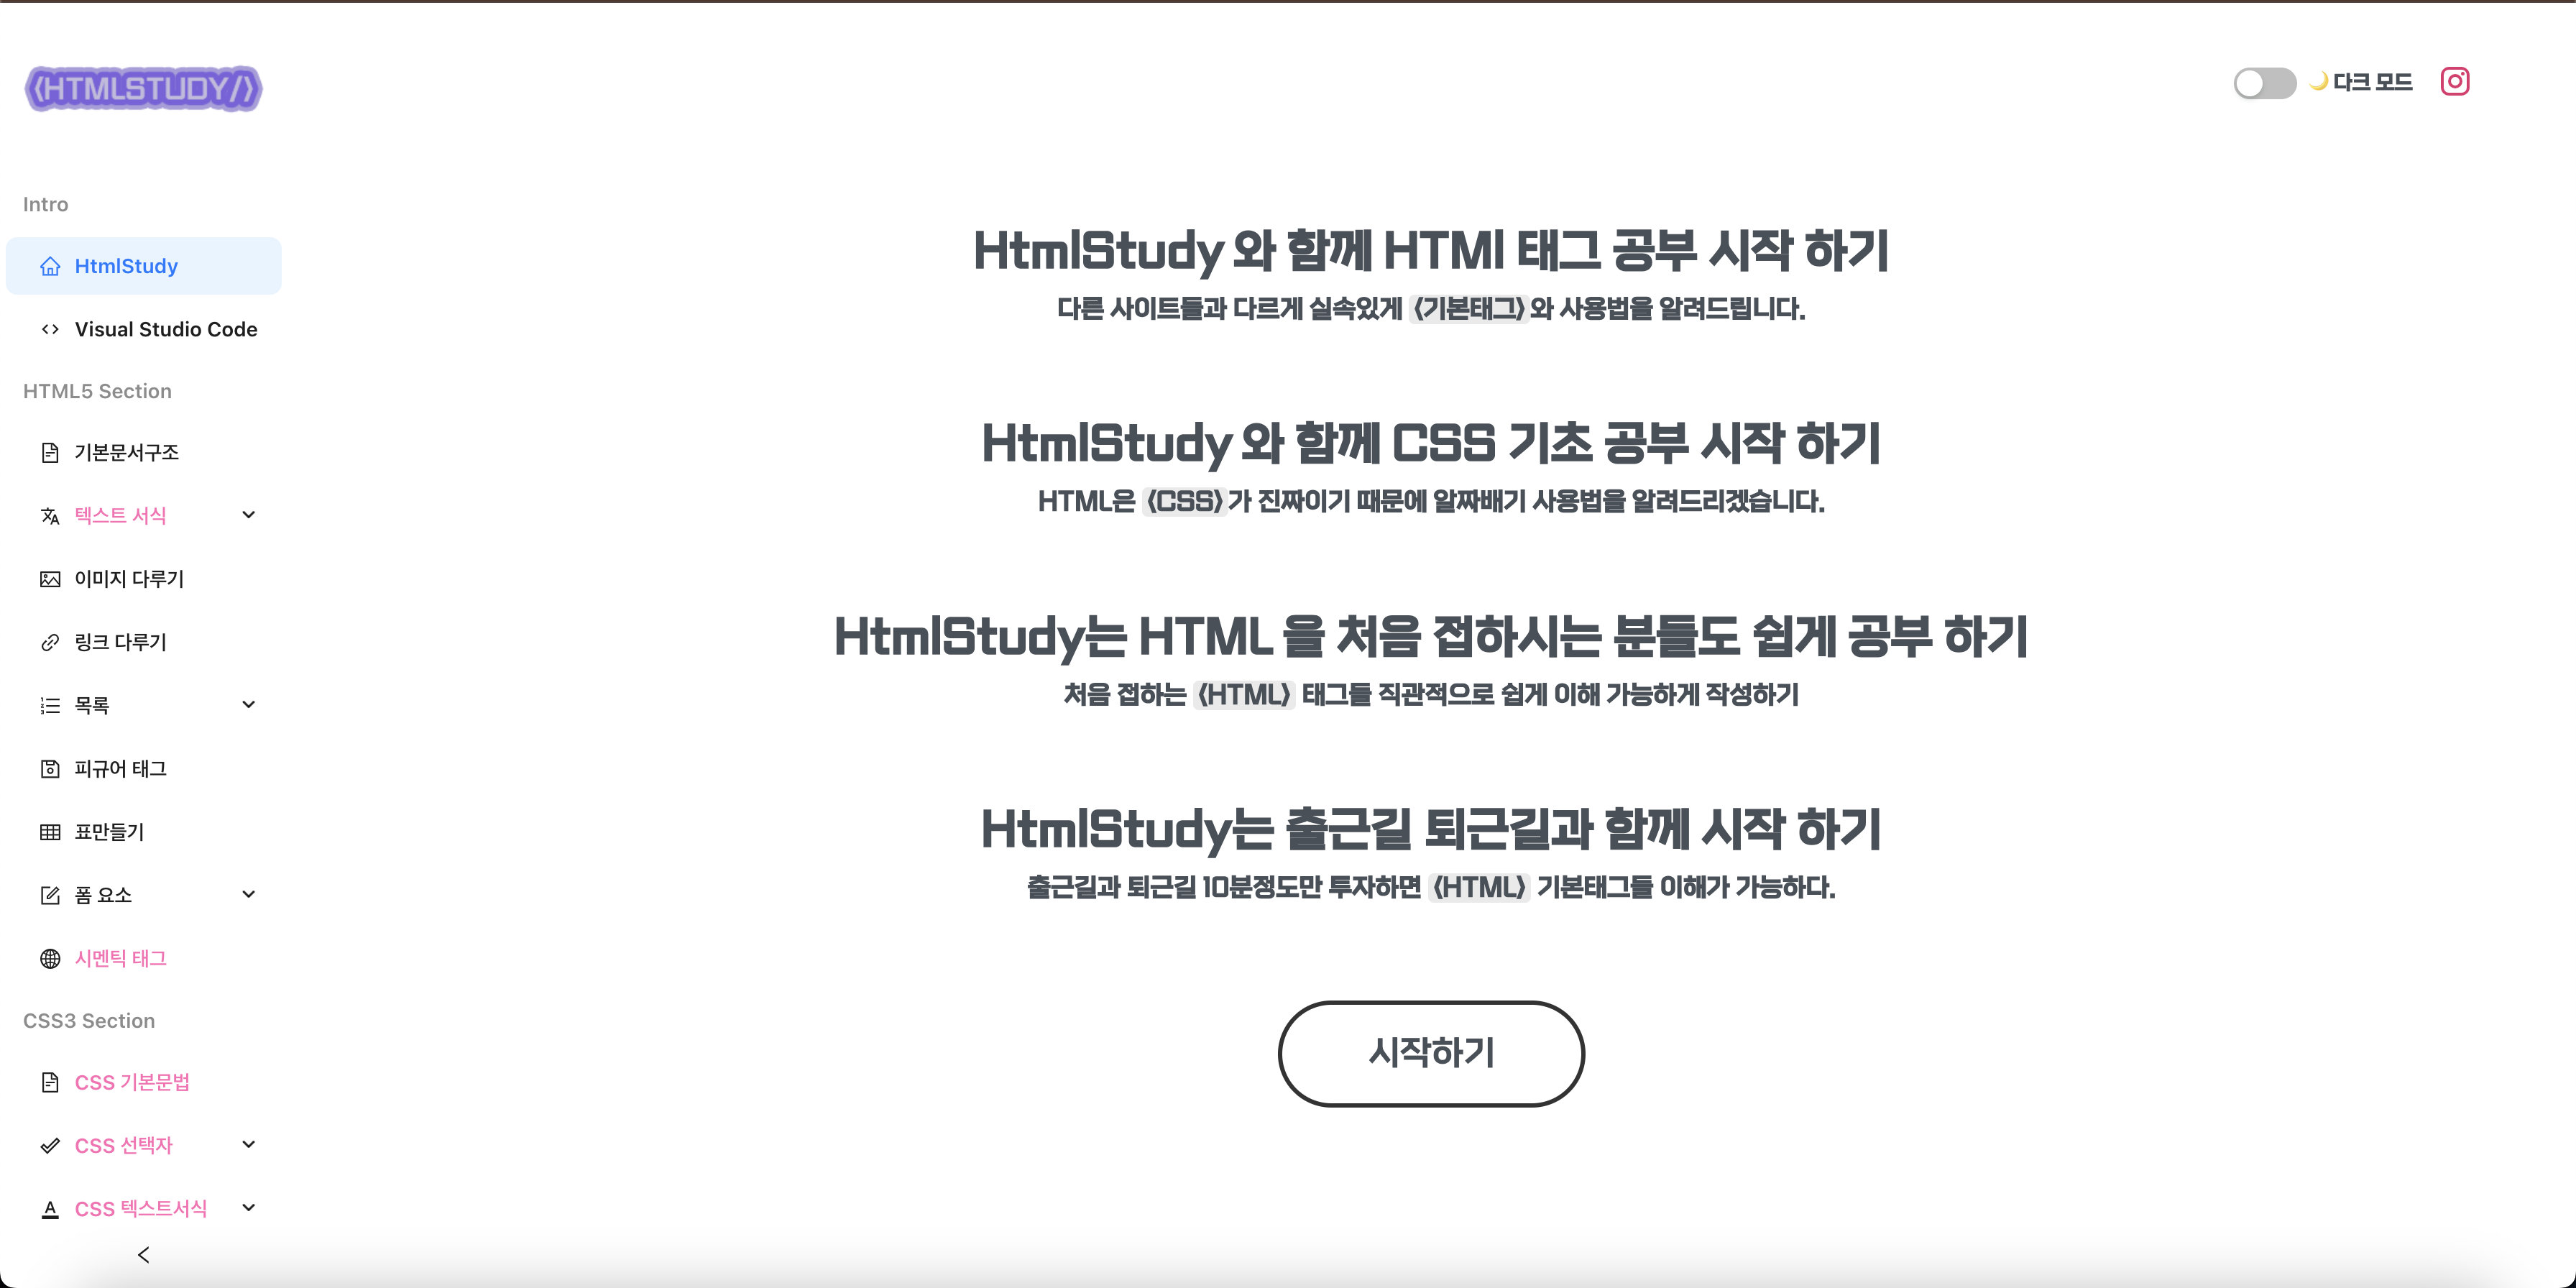 <HTMLSTUDY/>
다크 모드
Intro
HtmlStudy
Visual Studio Code
HTML5 Section
기본문서구조
텍스트 서식
이미지 다루기
링크 다루기
목록
피규어 태그
표만들기
폼 요소
시멘틱 태그
CSS3 Section
CSS 기본문법
CSS 선택자
CSS 텍스트서식
HtmlStudy 와 함께 HTMl 태그 공부 시작 하기
다른 사이트들과 다르게 실속있게 <기본태그>와 사용법을 알려드립니다.
HtmlStudy 와 함께 CSS 기초 공부 시작 하기
HTML은 <CSS>가 진짜이기 때문에 알짜배기 사용법을 알려드리겠습니다.
HtmlStudy는 HTML 을 처음 접하시는 분들도 쉽게 공부 하기
처음 접하는 <HTML> 태그들 직관적으로 쉽게 이해 가능하게 작성하기
HtmlStudy는 출근길 퇴근길과 함께 시작 하기
출근길과 퇴근길 10분정도만 투자하면 <HTML> 기본태그들 이해가 가능하다.
시작하기